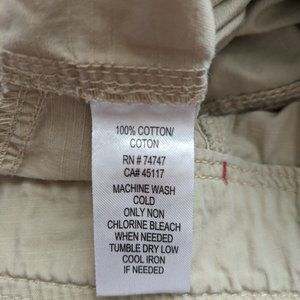 100% COTTON/
COTON
RN # 74747
CA# 45117
MACHINE WASH
COLD
ONLY NON
CHLORINE BLEACH
WHEN NEEDED
TUMBLE DRY LOW
COOL IRON
IF NEEDED